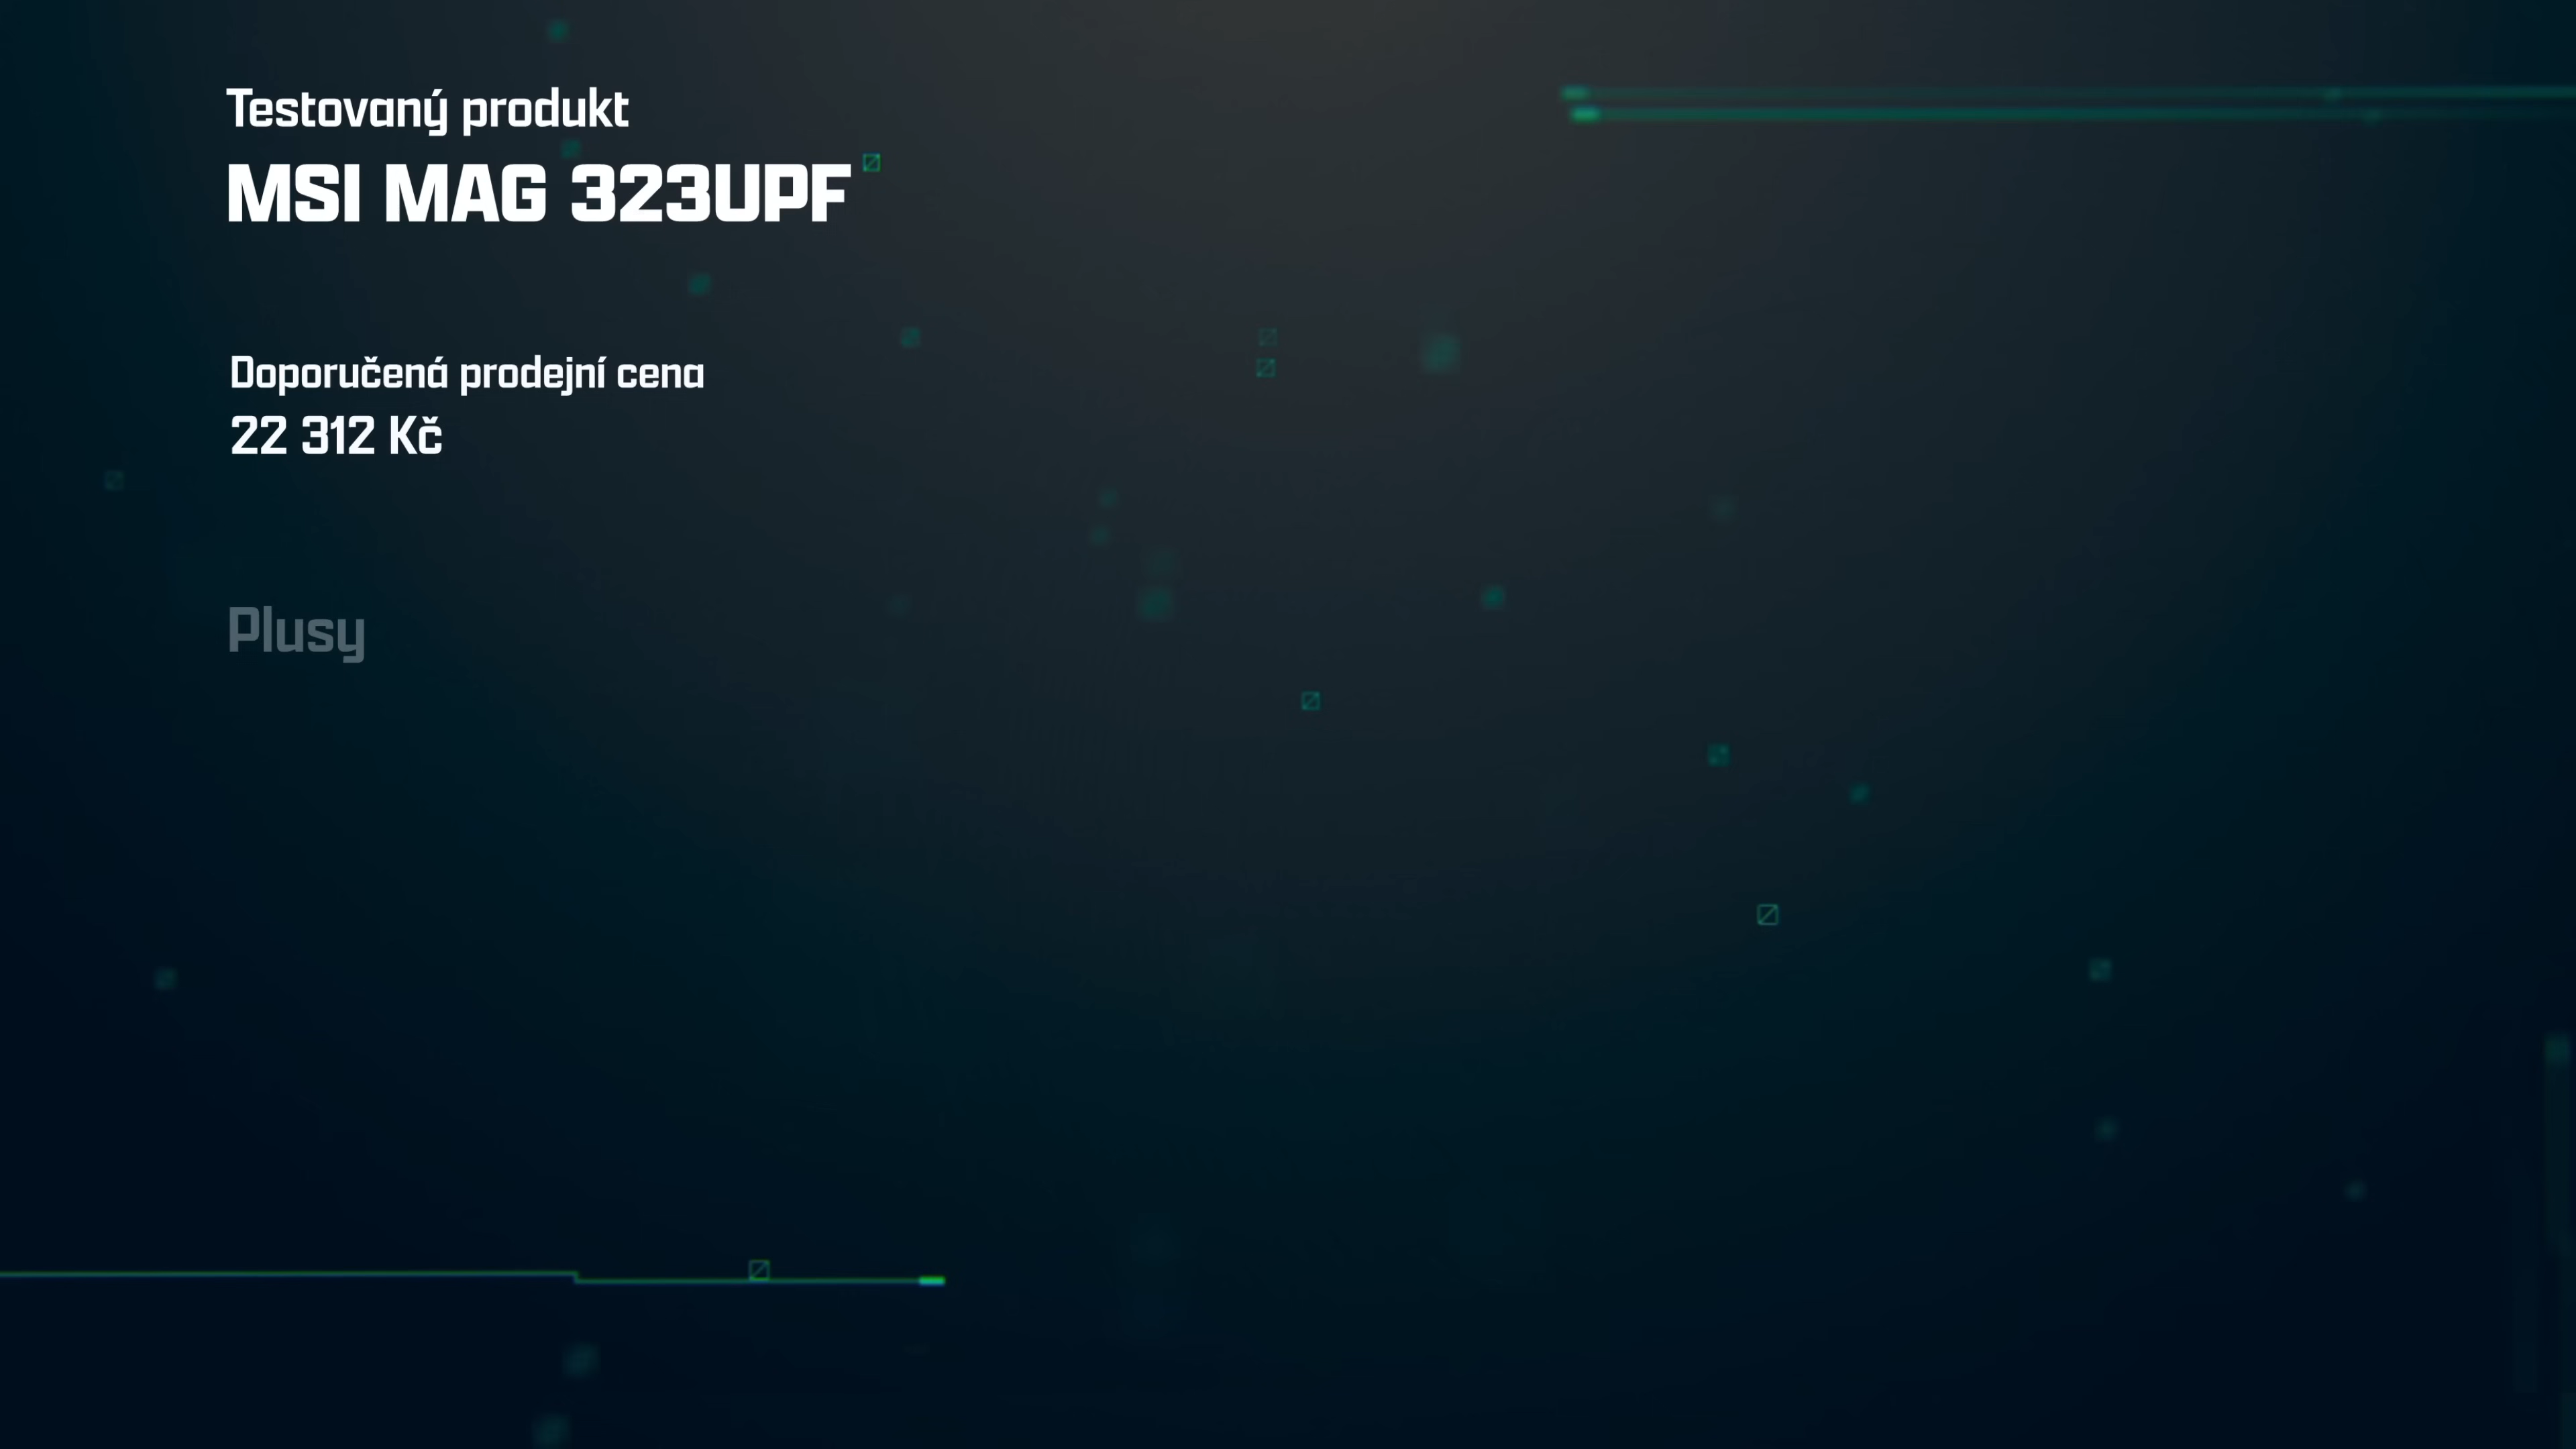 Testovaný produkt
MSI MAG 323UPF
Doporučená prodejní cena
22 312 Kč
Plusy